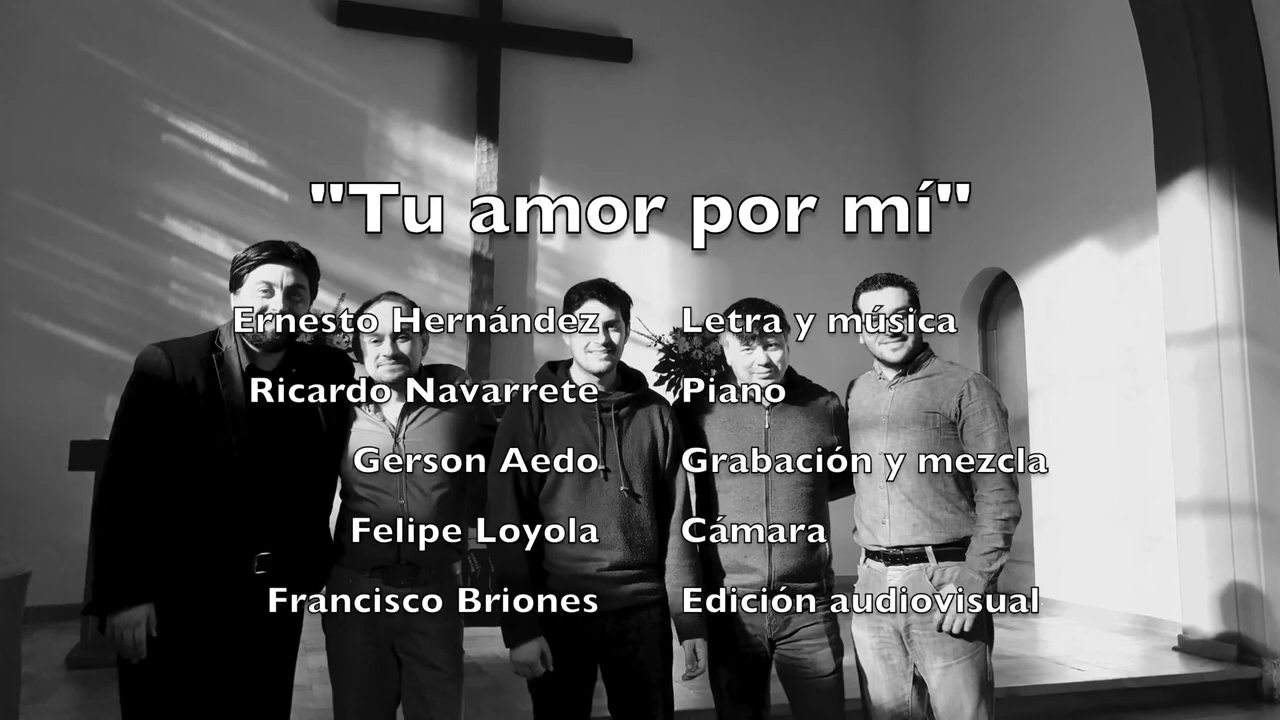 "Tu amor por mí"
Ernesto Hernández Letra y música
Ricardo Navarrete Piano
Gerson Aedo Grabación y mezcla
Felipe Loyola Cámara
Francisco Briones Edición audiovisual